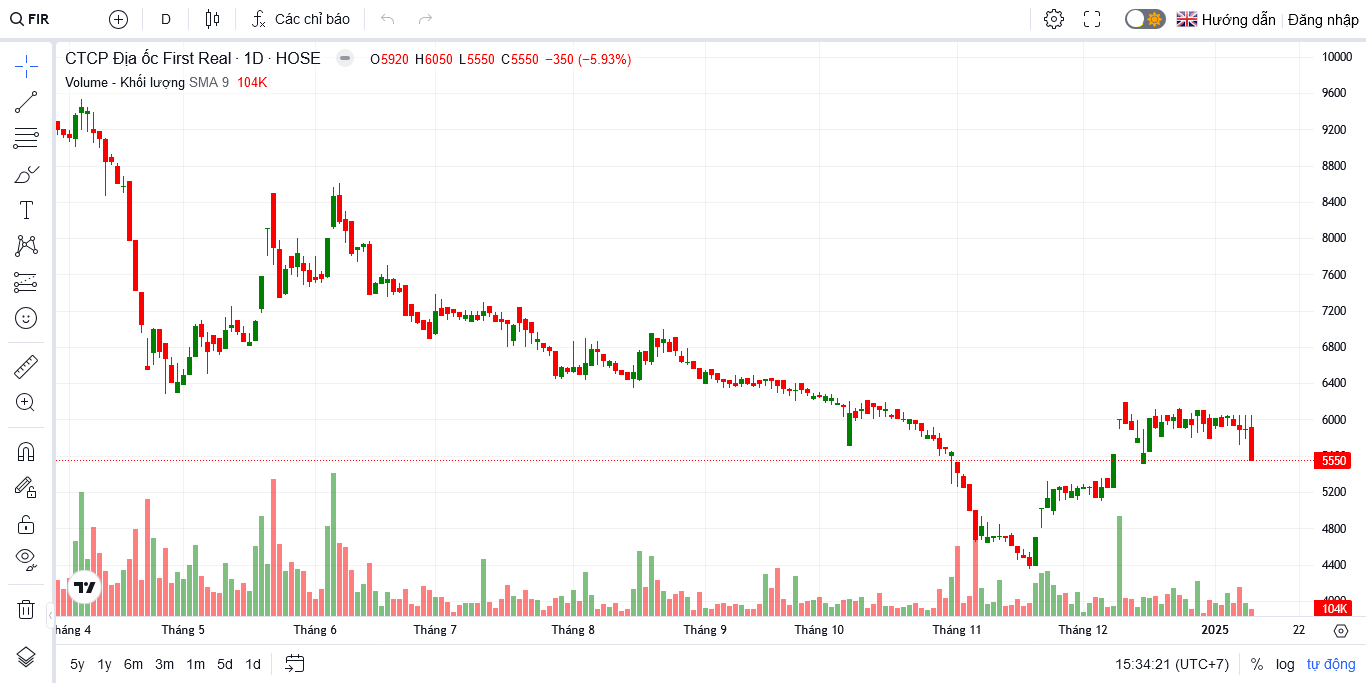 FIR D Các chỉ báo Hướng dẫn Đăng nhập
CTCP Địa ốc First Real · 1D · HOSE O5920 H6050 L5550 C5550 −350 (−5.93%)
Volume - Khối lượng SMA 9 104K
10000
9600
9200
8800
8400
8000
7600
7200
6800
6400
6000
5550
5200
4800
4400
4000
104K
háng 4 Tháng 5 Tháng 6 Tháng 7 Tháng 8 Tháng 9 Tháng 10 Tháng 11 Tháng 12 2025 22
5y 1y 6m 3m 1m 5d 1d 15:34:21 (UTC+7) % log tự động